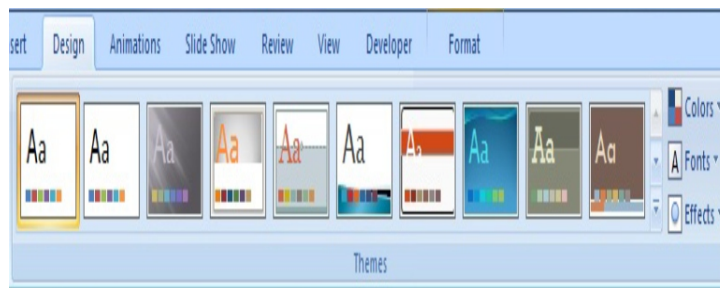 sert Design Animations Slide Show Review View Developer Format
Aa Aa Aa Aa Aa Aa Aa Aa Aa Aa
Colors
A Fonts
Effects
Themes